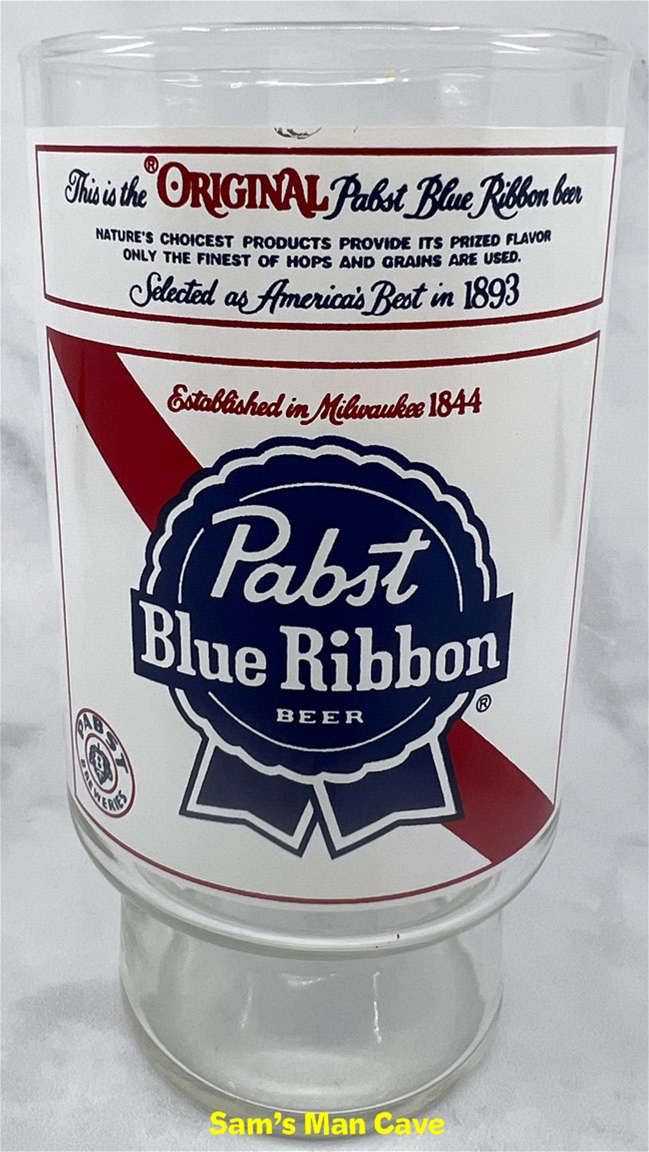 This is the ®ORIGINAL Pabst Blue Ribbon beer
NATURE'S CHOICEST PRODUCTS PROVIDE ITS PRIZED FLAVOR
ONLY THE FINEST OF HOPS AND GRAINS ARE USED.
Selected as America's Best in 1893
Established in Milwaukee 1844
Pabst
Blue Ribbon
BEER
®
PABST
BREWERIES
Sam's Man Cave